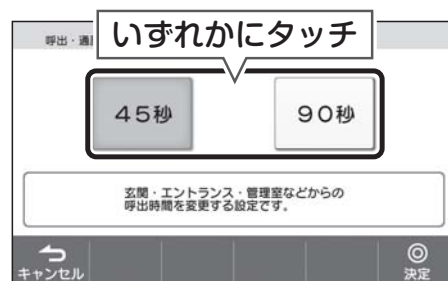 呼出・通
いずれかにタッチ
45秒
90秒
玄関・エントランス・管理室などからの
呼出時間を変更する設定です。
キャンセル
決定